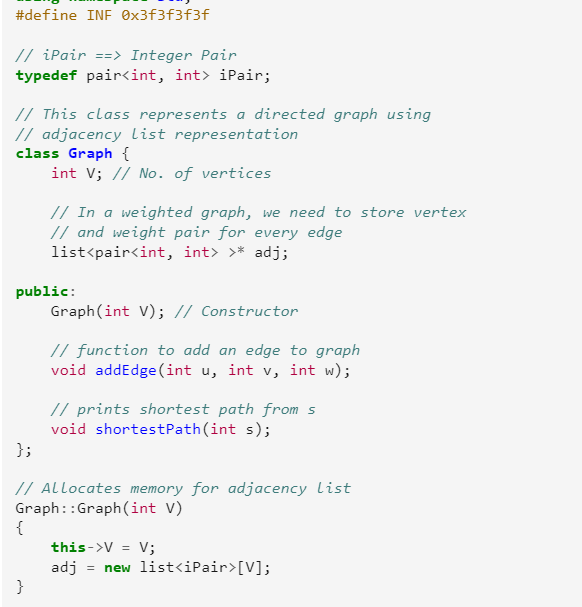 #define INF 0x3f3f3f3f
// iPair ==> Integer Pair
typedef pair<int, int> iPair;
// This class represents a directed graph using
// adjacency list representation
class Graph {
    int V; // No. of vertices
    // In a weighted graph, we need to store vertex
    // and weight pair for every edge
    list<pair<int, int> >* adj;
public:
    Graph(int V); // Constructor
    // function to add an edge to graph
    void addEdge(int u, int v, int w);
    // prints shortest path from s
    void shortestPath(int s);
};
// Allocates memory for adjacency list
Graph::Graph(int V)
{
    this->V = V;
    adj = new list<iPair>[V];
}